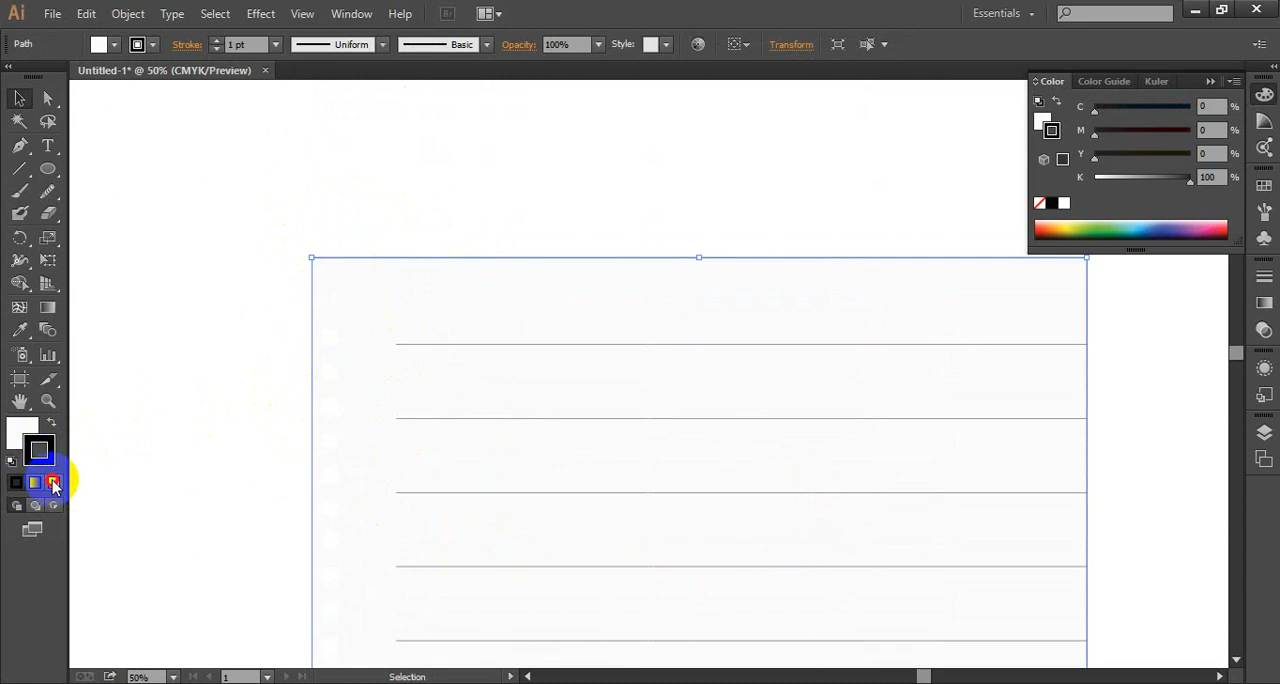 Ai File Edit Object Type Select Effect View Window Help Br Essentials
Path Stroke: 1 pt Uniform Basic Opacity: 100% Style: Transform
Untitled-1* @ 50% (CMYK/Preview) ×
Color Color Guide Kuler
C 0 %
M 0 %
Y 0 %
K 100 %
T
50% 1 Selection